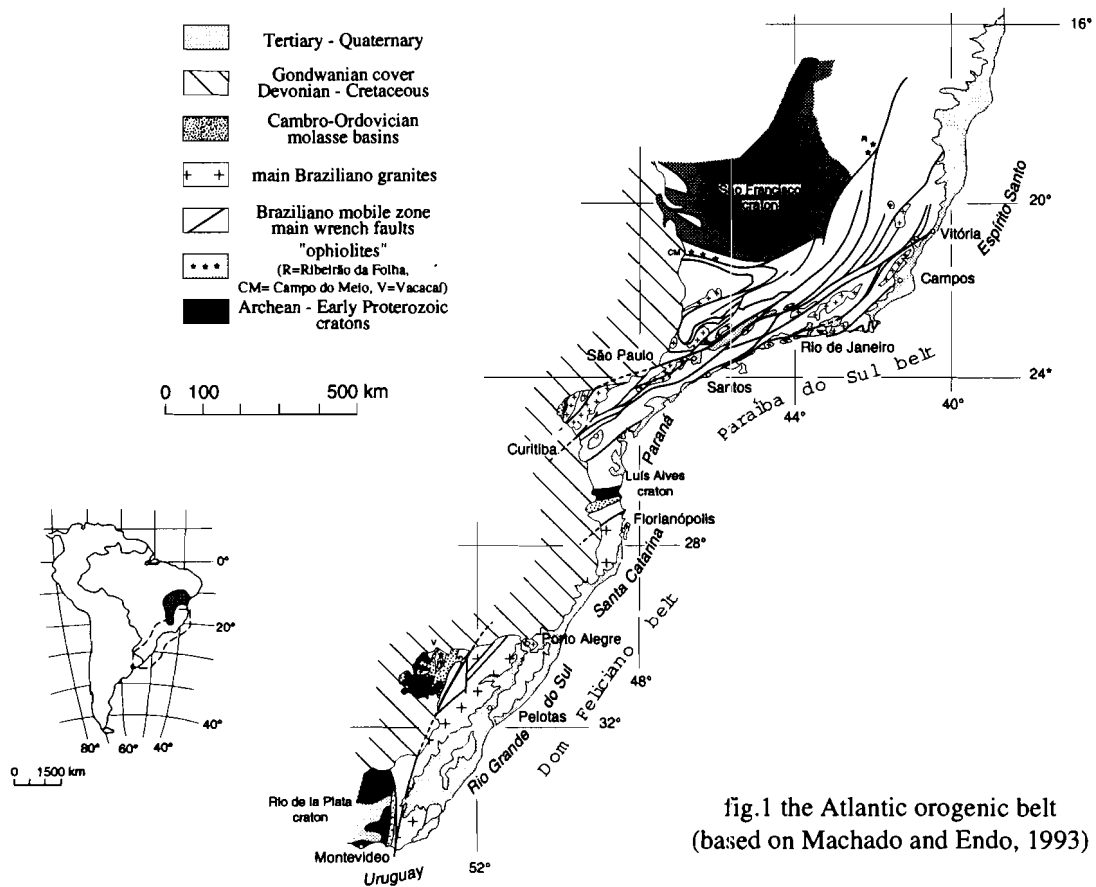 Tertiary - Quaternary
Gondwanian cover
Devonian - Cretaceous
Cambro-Ordovician
molasse basins
main Braziliano granites
Braziliano mobile zone
main wrench faults
"ophiolites"
(R=Ribeirão da Folha,
CM= Campo do Meio, V=Vacacaí)
Archean - Early Proterozoic
cratons
0 100 500 km
16°
R
São Francisco
craton
20°
Espírito Santo
Vitória
CM
Campos
Rio de Janeiro
São Paulo
24°
Santos
Paraíba do Sul belt
44°
40°
Curitiba
Paraná
Luís Alves
craton
Florianópolis
28°
Santa Catarina
Porto Alegre
V
48°
Rio Grande do Sul
Dom Feliciano belt
Pelotas
32°
Rio de la Plata
craton
Montevideo
Uruguay
52°
0°
20°
40°
80° 60° 40°
0 1500 km
fig.1 the Atlantic orogenic belt
(based on Machado and Endo, 1993)